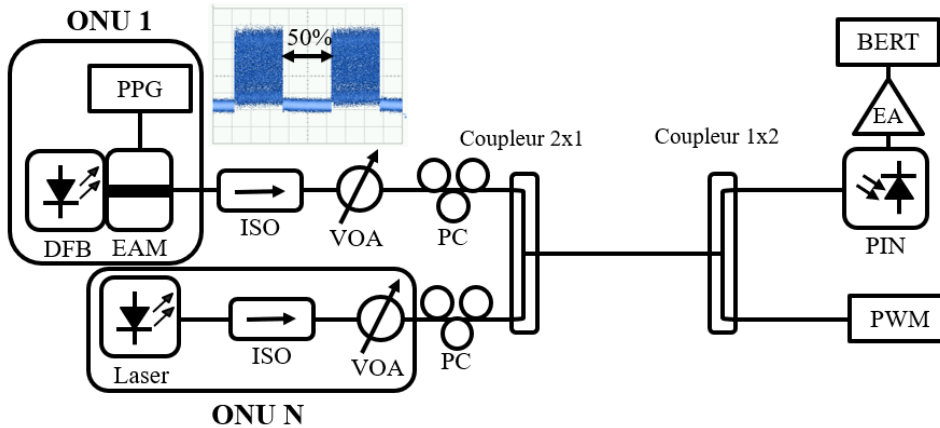 ONU 1
PPG
DFB
EAM
50%
ISO
VOA
PC
Coupleur 2x1
Coupleur 1x2
BERT
EA
PIN
PWM
Laser
ISO
VOA
PC
ONU N